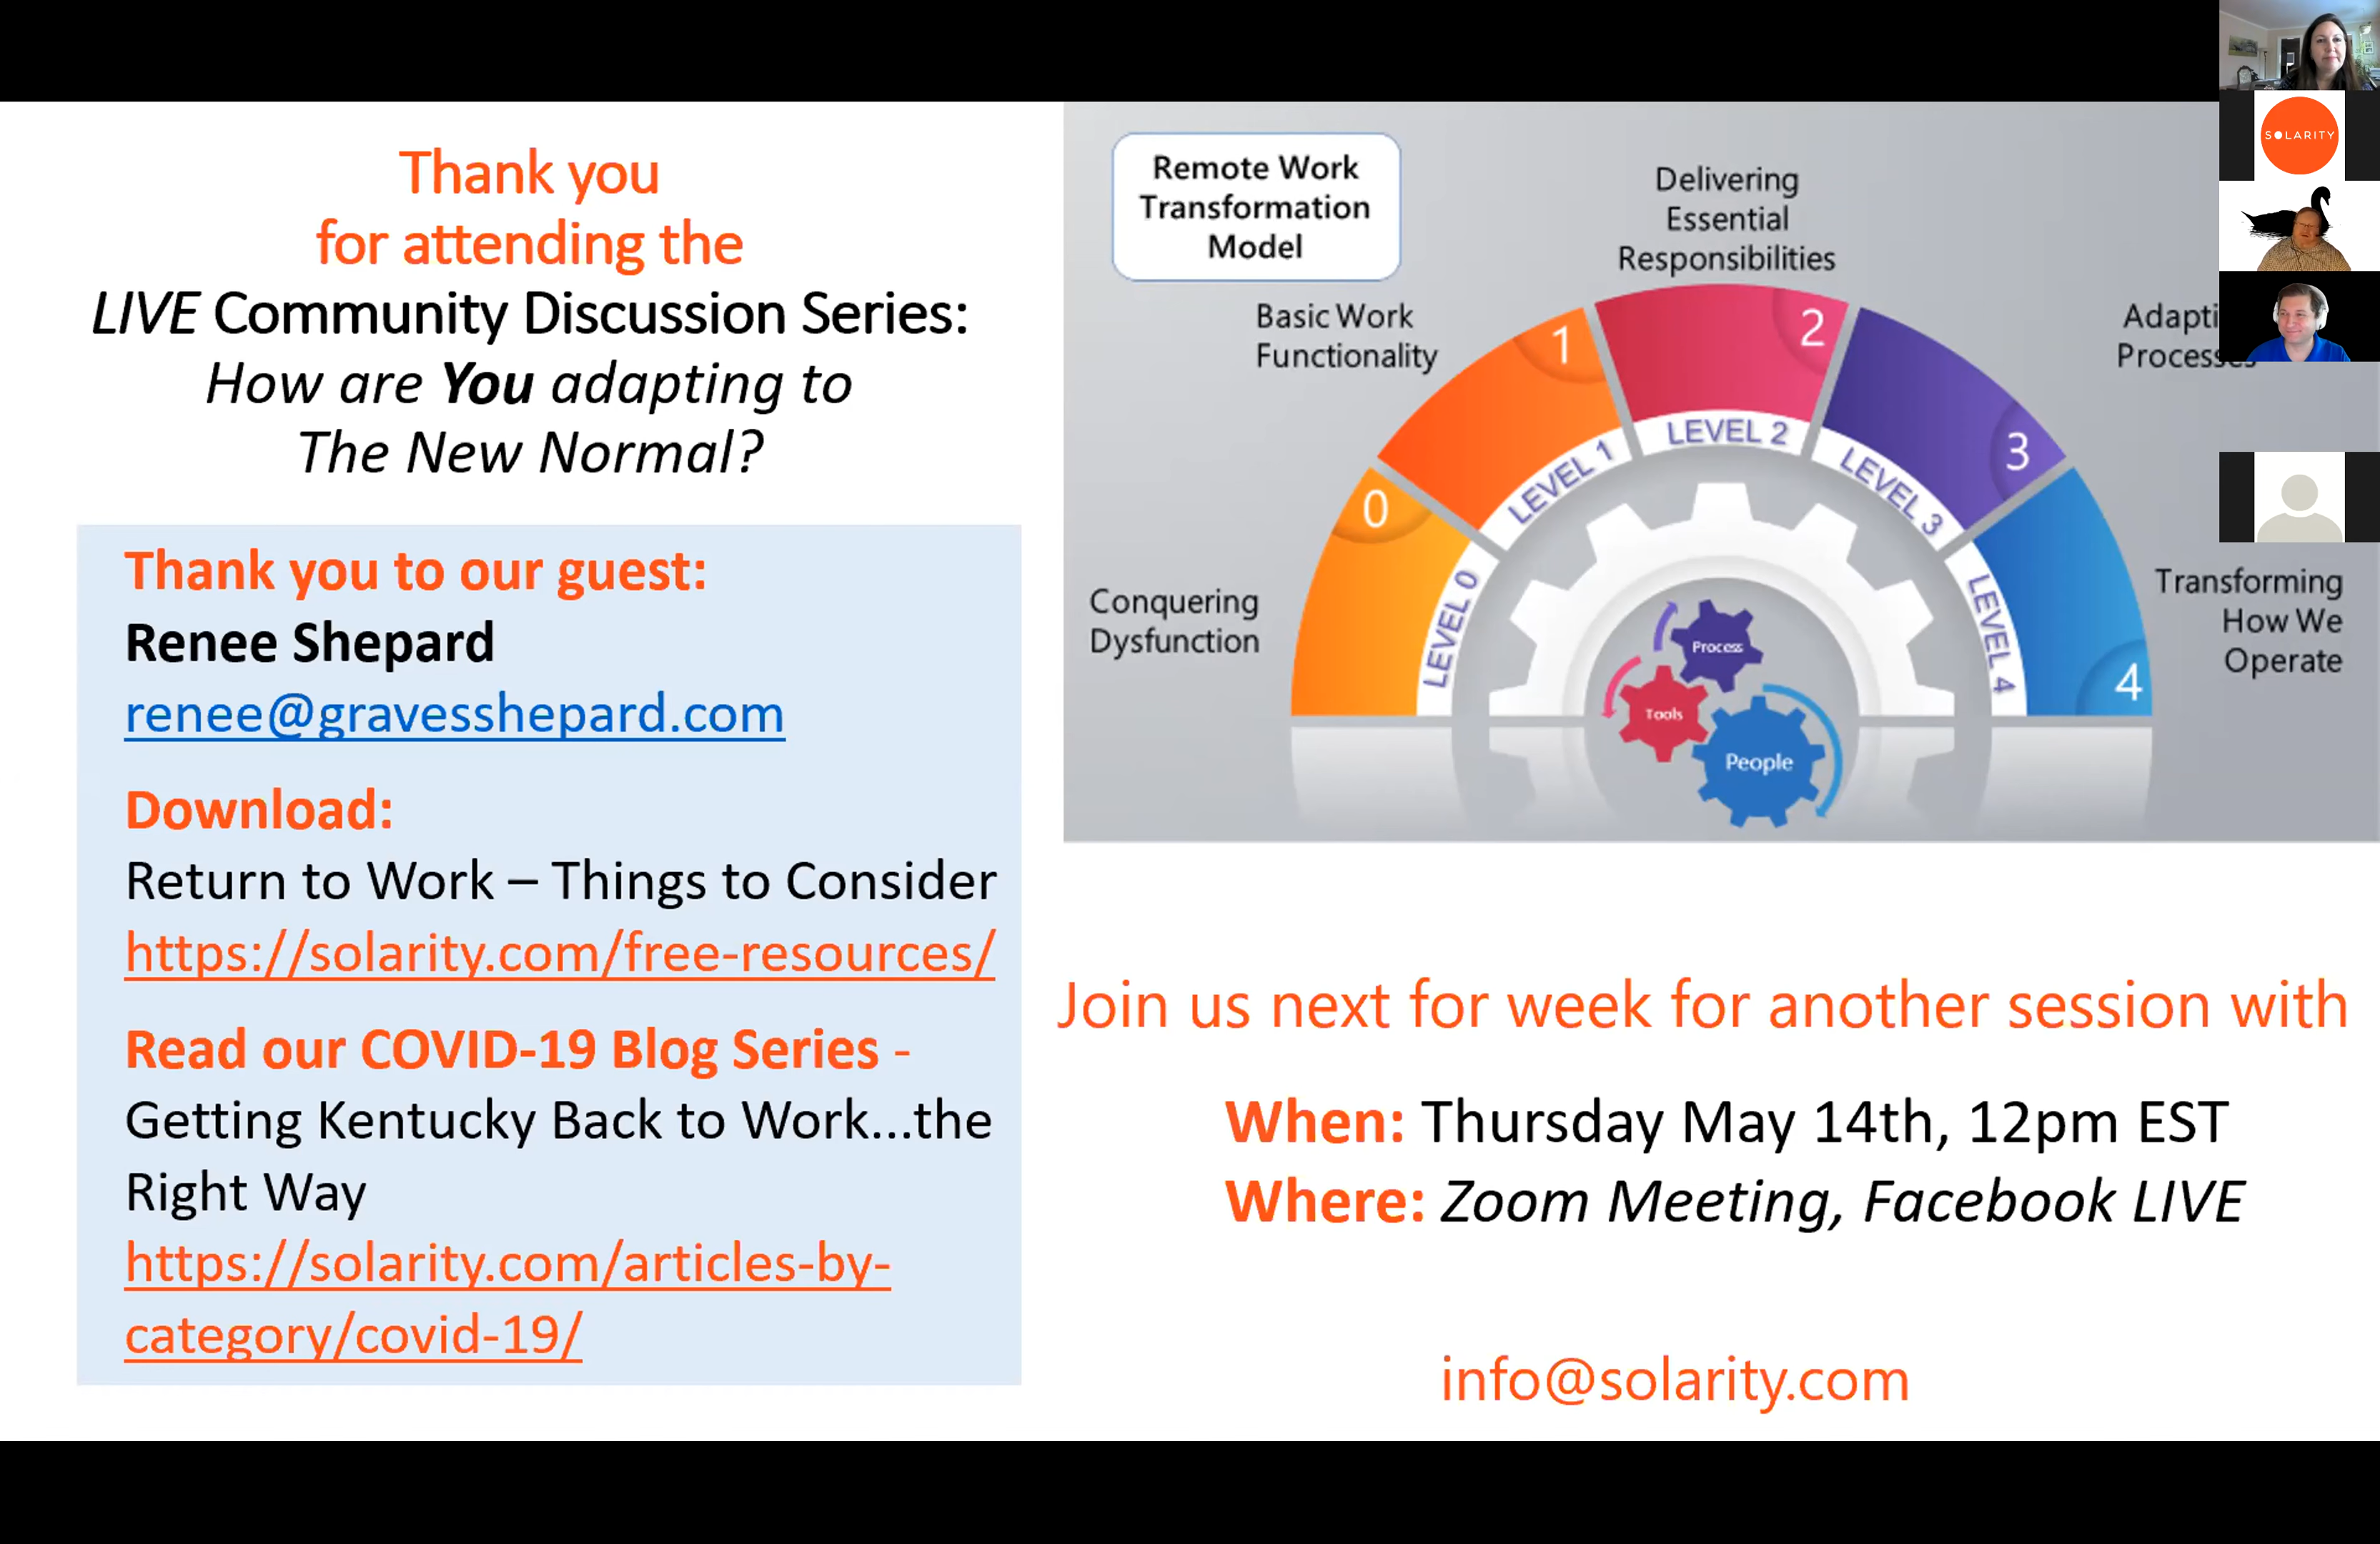 Thank you
for attending the
LIVE Community Discussion Series:
How are You adapting to
The New Normal?
Thank you to our guest:
Renee Shepard
renee@gravesshepard.com
Download:
Return to Work – Things to Consider
https://solarity.com/free-resources/
Read our COVID-19 Blog Series -
Getting Kentucky Back to Work...the
Right Way
https://solarity.com/articles-by-
category/covid-19/
Remote Work
Transformation
Model
Conquering
Dysfunction
Basic Work
Functionality
Delivering
Essential
Responsibilities
Adapti
Processes
Transforming
How We
Operate
0
1
2
3
4
LEVEL 0
LEVEL 1
LEVEL 2
LEVEL 3
LEVEL 4
Process
Tools
People
Join us next for week for another session with
When: Thursday May 14th, 12pm EST
Where: Zoom Meeting, Facebook LIVE
info@solarity.com
SOLARITY